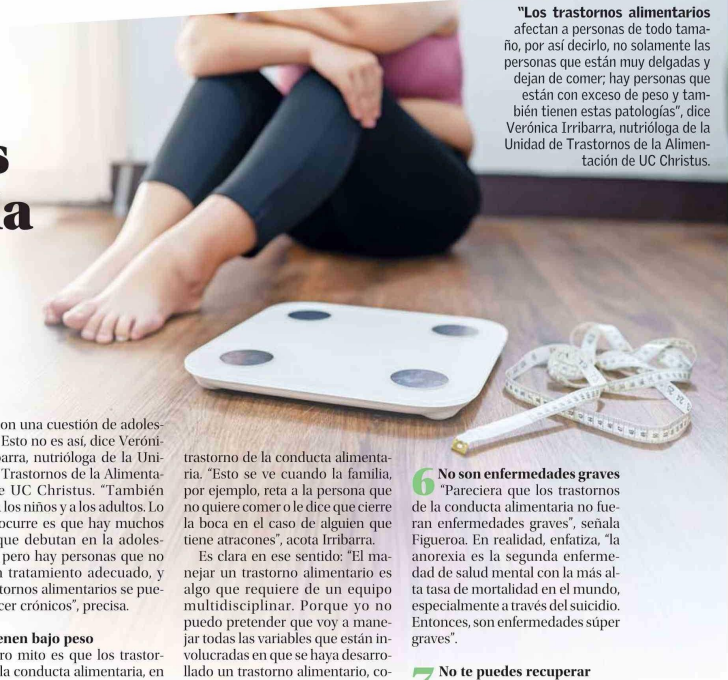 "Los trastornos alimentarios
afectan a personas de todo tama-
ño, por así decirlo, no solamente las
personas que están muy delgadas y
dejan de comer; hay personas que
están con exceso de peso y tam-
bién tienen estas patologías", dice
Verónica Irribarra, nutrióloga de la
Unidad de Trastornos de la Alimen-
tación de UC Christus.
s
a
on una cuestión de adoles-
Esto no es así, dice Veróni-
barra, nutrióloga de la Uni-
Trastornos de la Alimenta-
e UC Christus. "También
los niños y a los adultos. Lo
ocurre es que hay muchos
que debutan en la adoles-
pero hay personas que no
n tratamiento adecuado, y
tornos alimentarios se pue-
cer crónicos", precisa.
enen bajo peso
ro mito es que los trastor-
la conducta alimentaria, en
trastorno de la conducta alimenta-
ria. "Esto se ve cuando la familia,
por ejemplo, reta a la persona que
no quiere comer o le dice que cierre
la boca en el caso de alguien que
tiene atracones", acota Irribarra.
Es clara en ese sentido: "El ma-
nejar un trastorno alimentario es
algo que requiere de un equipo
multidisciplinar. Porque yo no
puedo pretender que voy a mane-
jar todas las variables que están in-
volucradas en que se haya desarro-
llado un trastorno alimentario, co-
6 No son enfermedades graves
"Pareciera que los trastornos
de la conducta alimentaria no fue-
ran enfermedades graves", señala
Figueroa. En realidad, enfatiza, "la
anorexia es la segunda enferme-
dad de salud mental con la más al-
ta tasa de mortalidad en el mundo,
especialmente a través del suicidio.
Entonces, son enfermedades súper
graves".
7 No te puedes recuperar